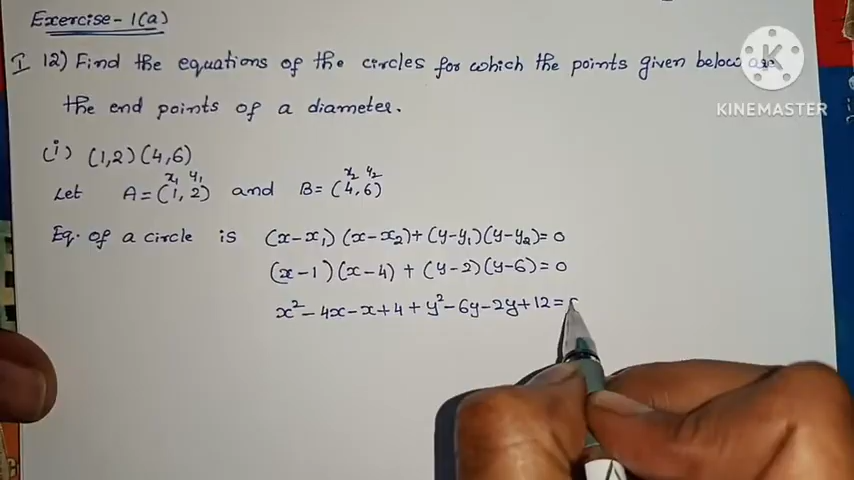 Exercise-1(a)
I 12) Find the equations of the circles for which the points given below are
the end points of a diameter.
(i) (1,2) (4,6)
x₁ y₁ x₂ y₂
Let A = (1, 2) and B = (4, 6)
Eq. of a circle is (x-x₁) (x-x₂) + (y-y₁) (y-y₂) = 0
(x-1) (x-4) + (y-2) (y-6) = 0
x² - 4x - x + 4 + y² - 6y - 2y + 12 = 0
K
KINEMASTER